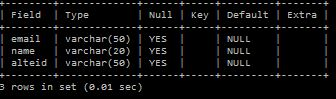 | Field | Type | Null | Key | Default | Extra |
| email | varchar(50) | YES | | NULL | |
| name | varchar(20) | YES | | NULL | |
| alteid | varchar(50) | YES | | NULL | |
3 rows in set (0.01 sec)